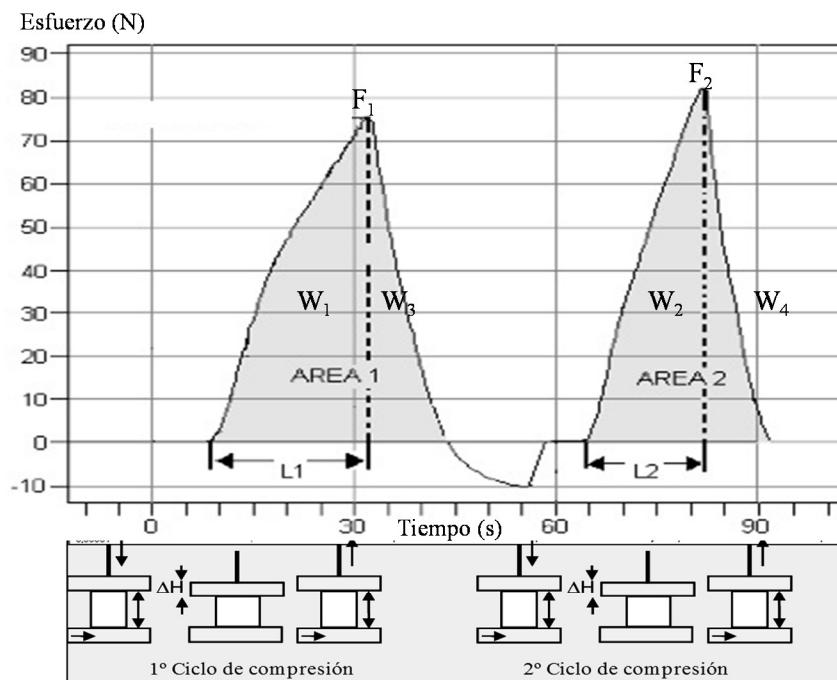 Esfuerzo (N)
90
80
70
60
50
40
30
20
10
0
-10
F1
F2
W1
W3
W2
W4
AREA 1
AREA 2
L1
L2
0
30
Tiempo (s)
60
90
ΔH
ΔH
1º Ciclo de compresión
2º Ciclo de compresión